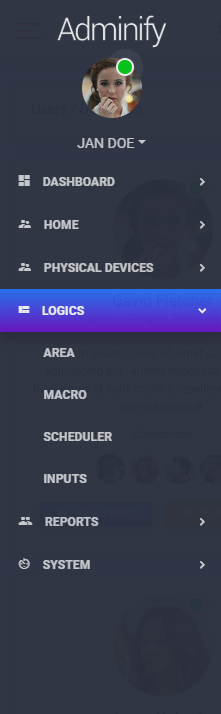 Adminify
JAN DOE
DASHBOARD
HOME
PHYSICAL DEVICES
LOGICS
AREA
MACRO
SCHEDULER
INPUTS
REPORTS
SYSTEM